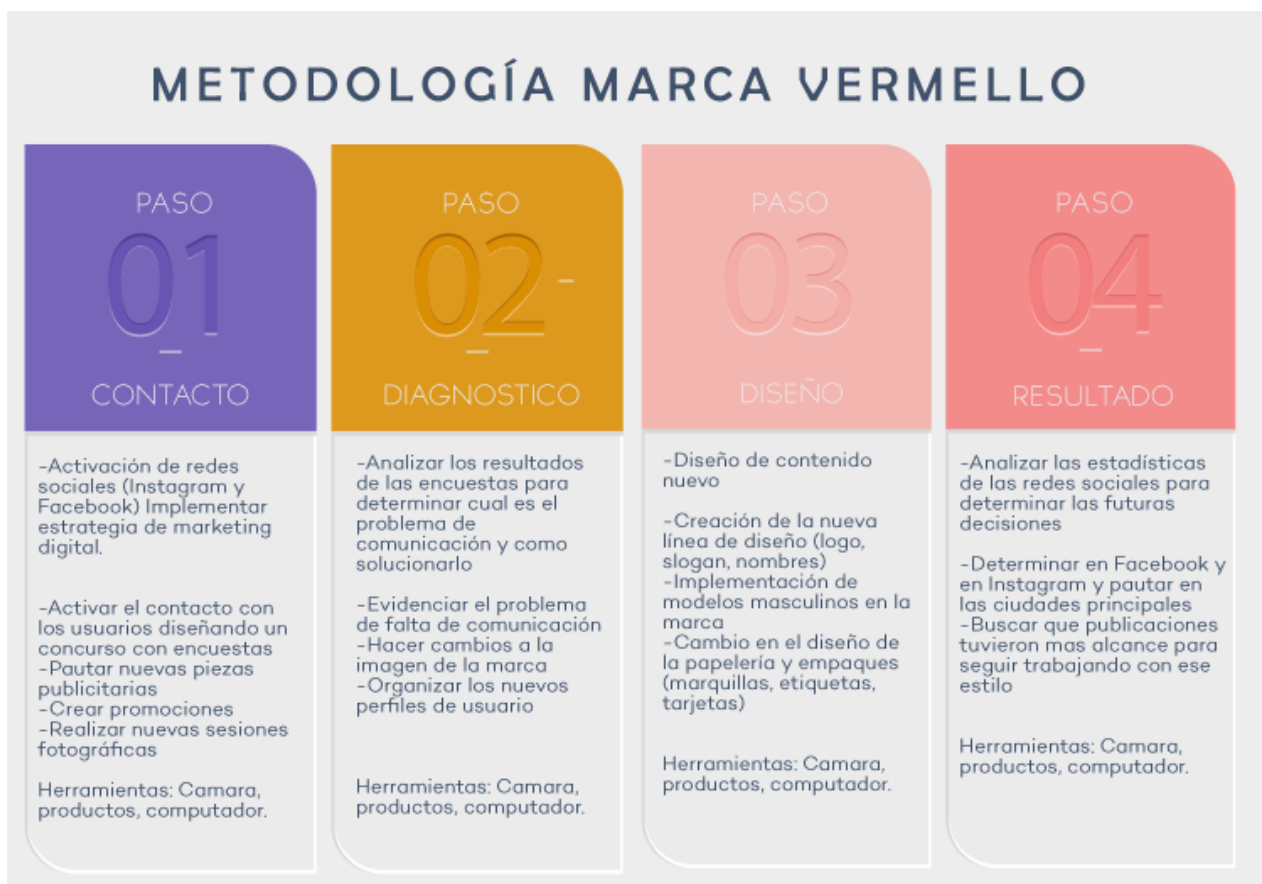 METODOLOGÍA MARCA VERMELLO
PASO
01
CONTACTO
-Activación de redes
sociales (Instagram y
Facebook) Implementar
estrategia de marketing
digital.
-Activar el contacto con
los usuarios diseñando un
concurso con encuestas
-Pautar nuevas piezas
publicitarias
-Crear promociones
-Realizar nuevas sesiones
fotográficas
Herramientas: Camara,
productos, computador.
PASO
02
DIAGNOSTICO
-Analizar los resultados
de las encuestas para
determinar cual es el
problema de
comunicación y como
solucionarlo
-Evidenciar el problema
de falta de comunicación
-Hacer cambios a la
imagen de la marca
-Organizar los nuevos
perfiles de usuario
Herramientas: Camara,
productos, computador.
PASO
03
DISEÑO
-Diseño de contenido
nuevo
-Creación de la nueva
línea de diseño (logo,
slogan, nombres)
-Implementación de
modelos masculinos en la
marca
-Cambio en el diseño de
la papelería y empaques
(marquillas, etiquetas,
tarjetas)
Herramientas: Camara,
productos, computador.
PASO
04
RESULTADO
-Analizar las estadísticas
de las redes sociales para
determinar las futuras
decisiones
-Determinar en Facebook y
en Instagram y pautar en
las ciudades principales
-Buscar que publicaciones
tuvieron mas alcance para
seguir trabajando con ese
estilo
Herramientas: Camara,
productos, computador.